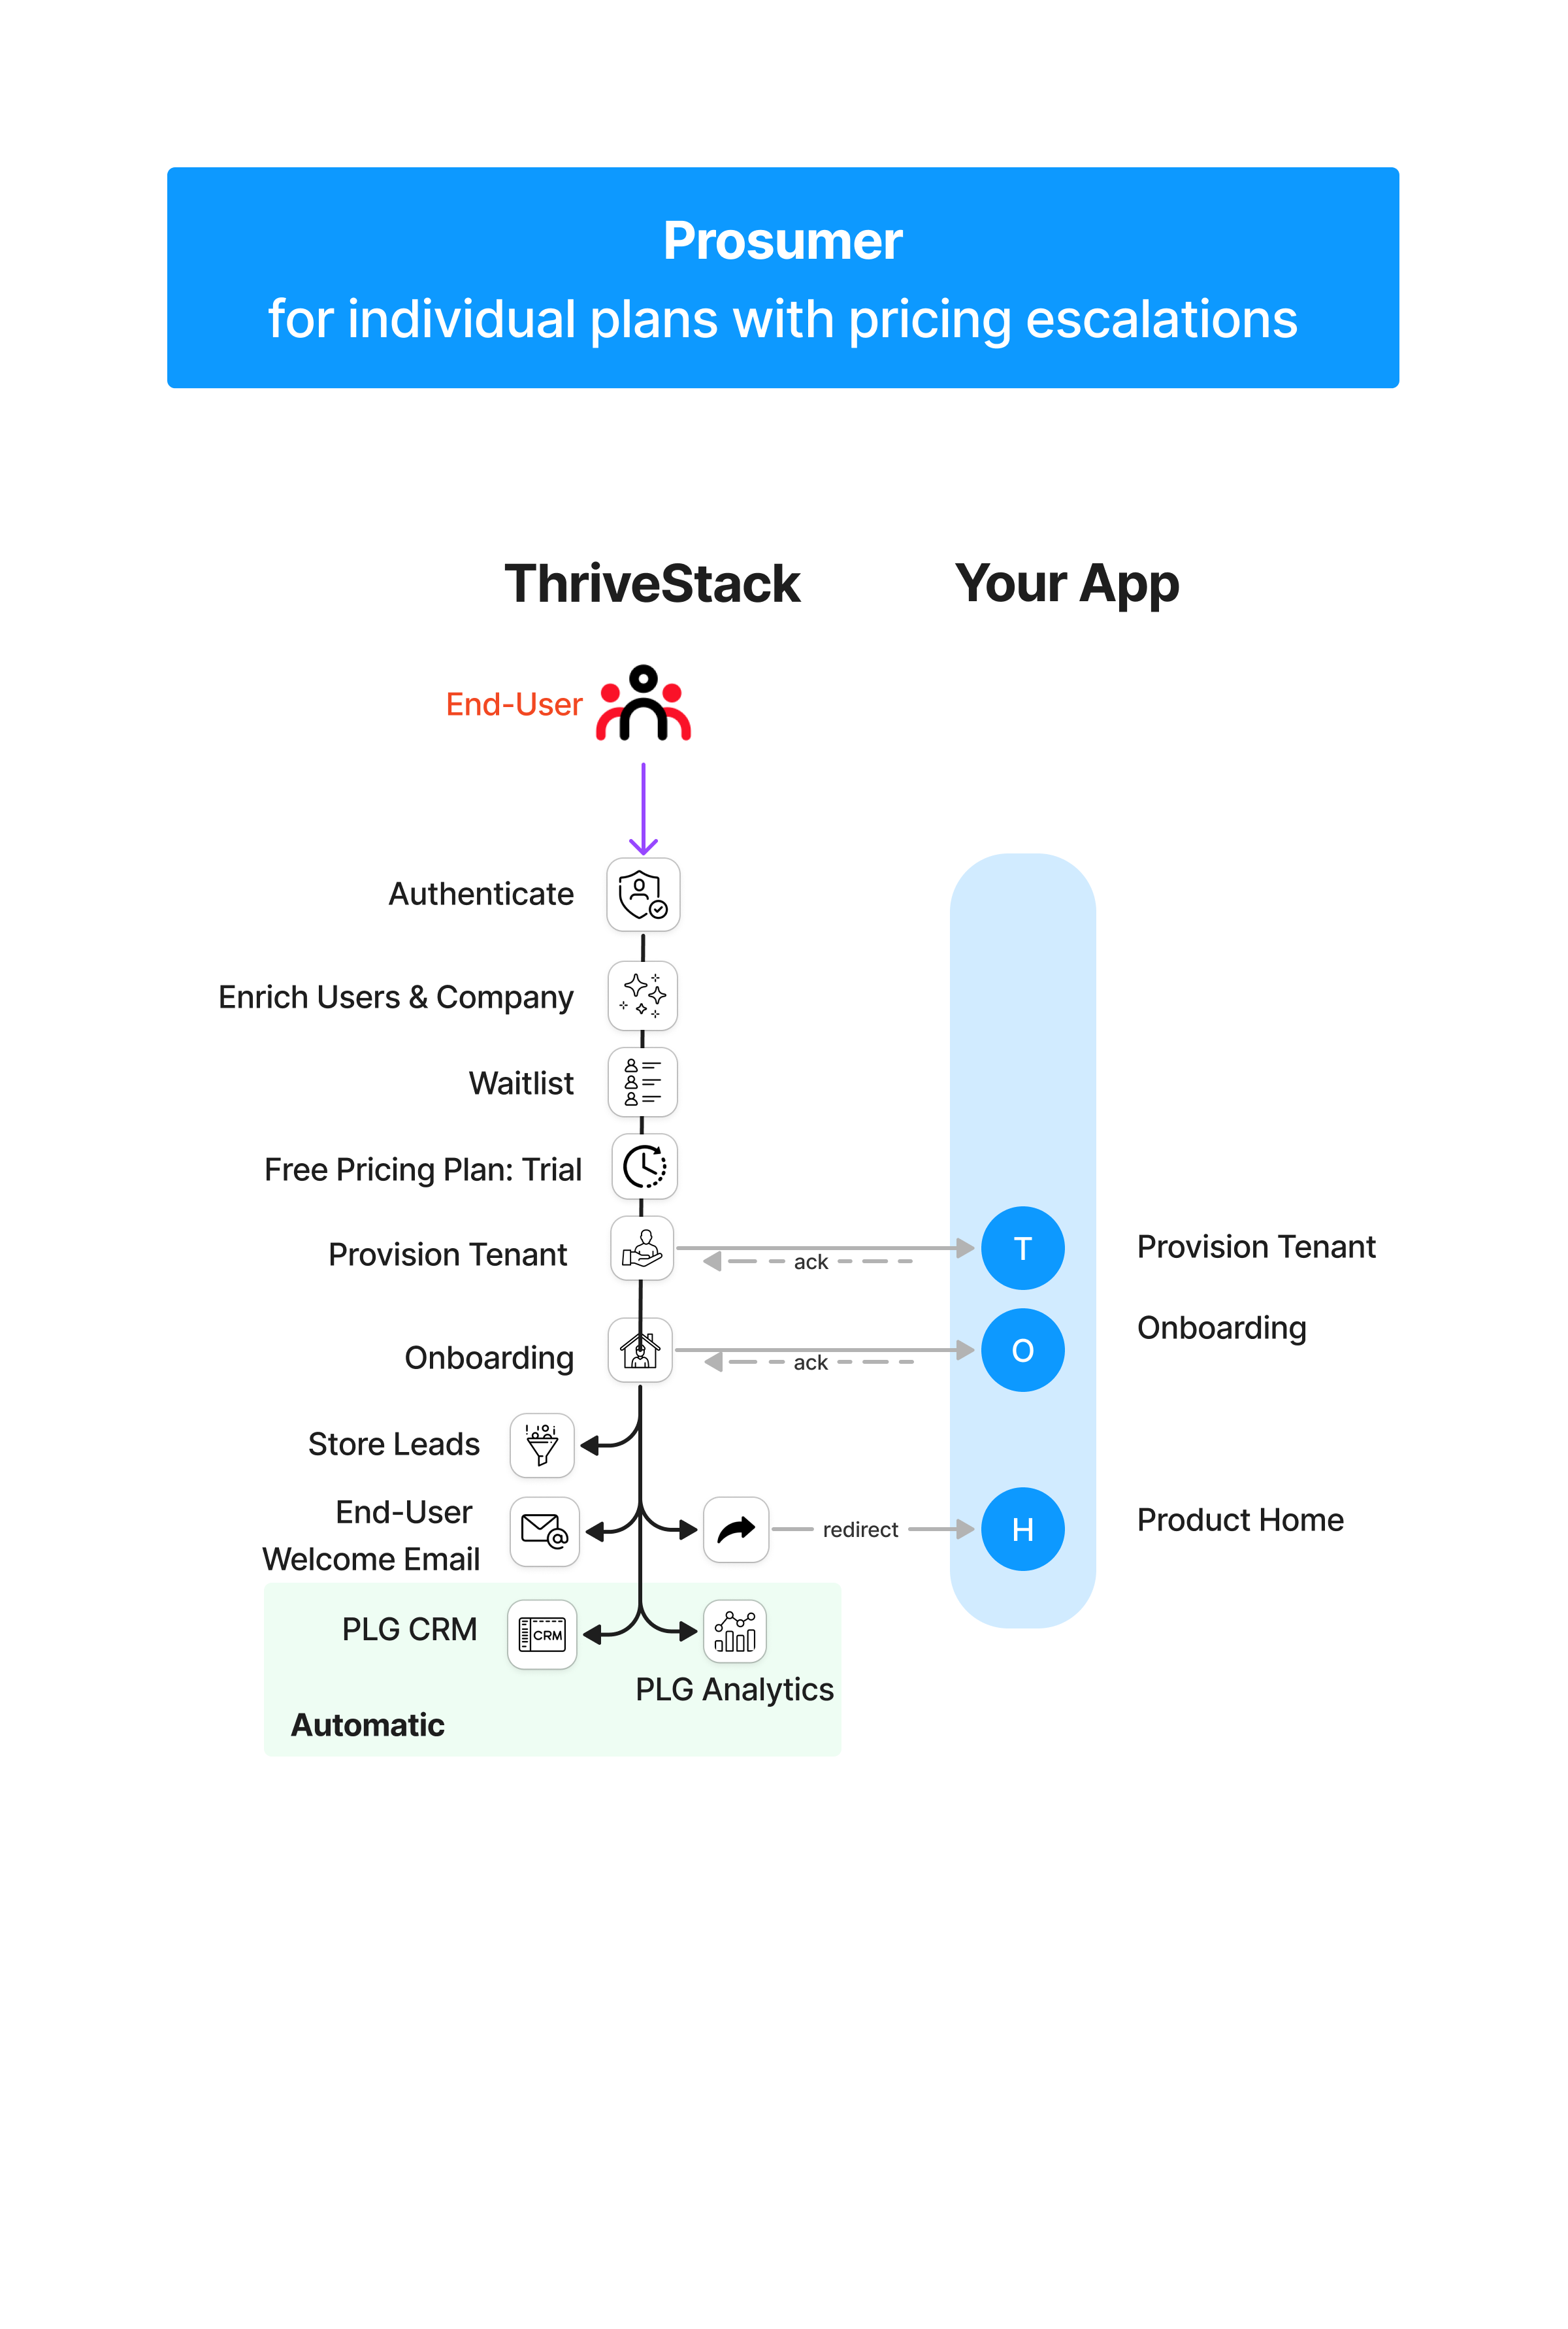 Prosumer
for individual plans with pricing escalations
ThriveStack
Your App
End-User
Authenticate
Enrich Users & Company
Waitlist
Free Pricing Plan: Trial
Provision Tenant
ack
T
Provision Tenant
Onboarding
ack
O
Onboarding
Store Leads
End-User
Welcome Email
redirect
H
Product Home
PLG CRM
CRM
PLG Analytics
Automatic